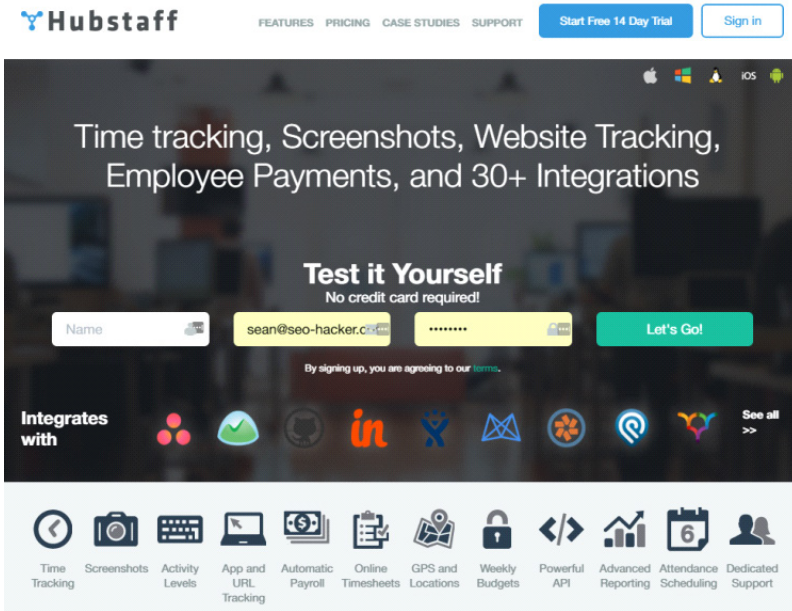 Hubstaff
FEATURES PRICING CASE STUDIES SUPPORT Start Free 14 Day Trial Sign in
iOS
Time tracking, Screenshots, Website Tracking,
Employee Payments, and 30+ Integrations
Test it Yourself
No credit card required!
Name sean@seo-hacker.c •••••••• Let's Go!
By signing up, you are agreeing to our terms.
Integrates
with
in
See all
>>
6
Time
Tracking
Screenshots
Activity
Levels
App and
URL
Tracking
Automatic
Payroll
Online
Timesheets
GPS and
Locations
Weekly
Budgets
Powerful
API
Advanced
Reporting
Attendance
Scheduling
Dedicated
Support